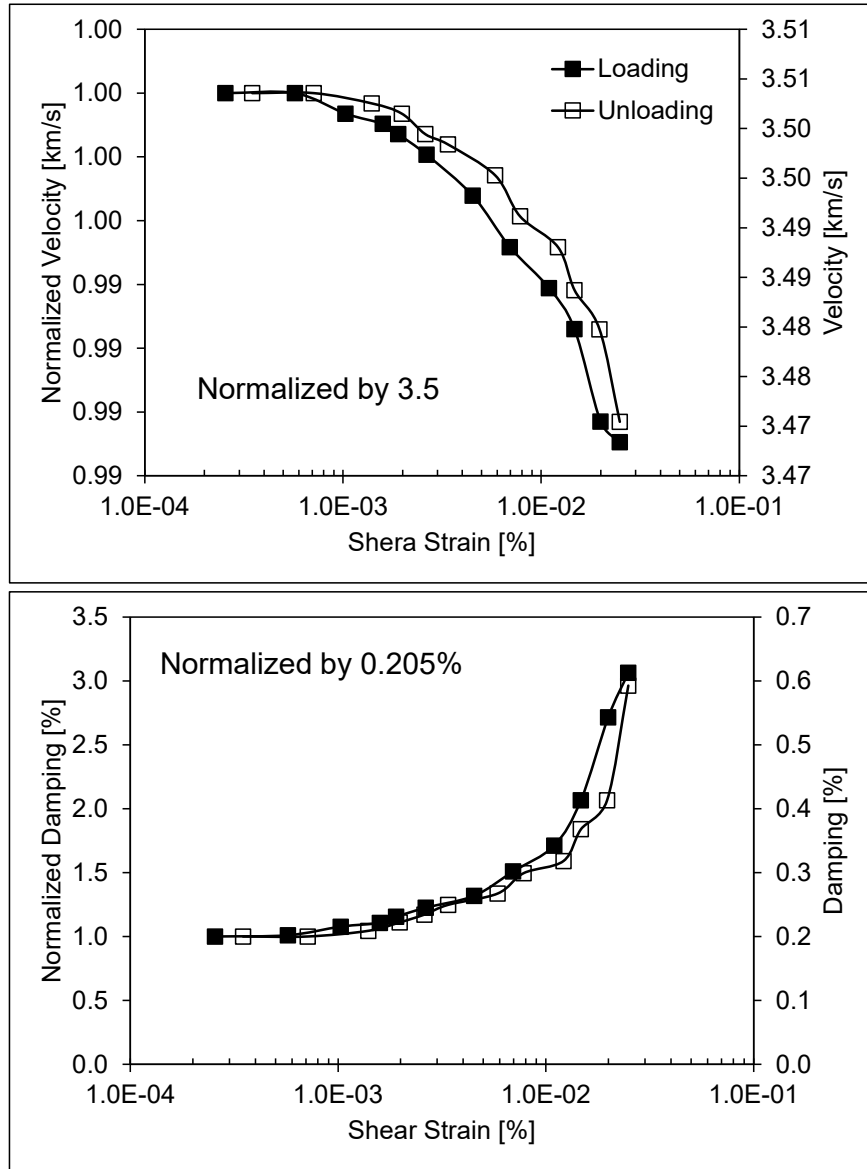 1.00
1.00
1.00
1.00
0.99
0.99
0.99
0.99
Normalized Velocity [km/s]
3.51
3.51
3.50
3.50
3.49
3.49
3.48
3.48
3.47
3.47
Velocity [km/s]
Loading
Unloading
Normalized by 3.5
1.0E-04
1.0E-03
1.0E-02
1.0E-01
Shera Strain [%]
3.5
3.0
2.5
2.0
1.5
1.0
0.5
0.0
Normalized Damping [%]
0.7
0.6
0.5
0.4
0.3
0.2
0.1
0.0
Damping [%]
Normalized by 0.205%
1.0E-04
1.0E-03
1.0E-02
1.0E-01
Shear Strain [%]